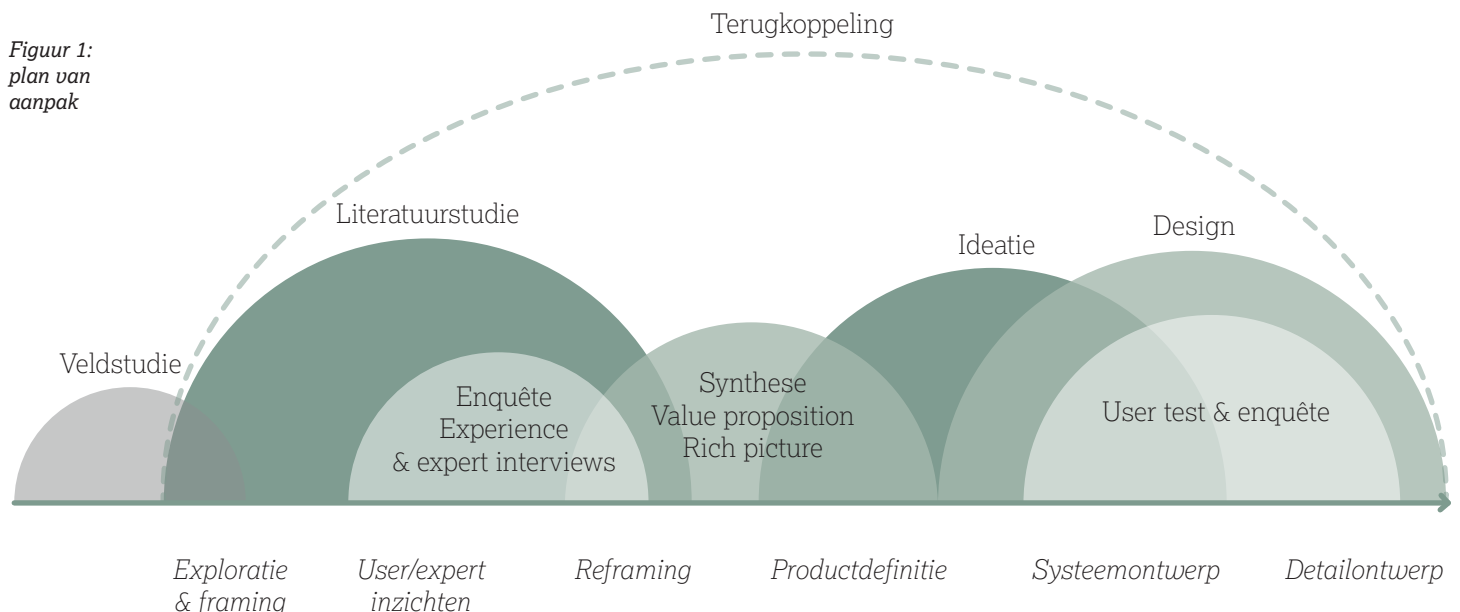 Figuur 1:
plan van
aanpak
Terugkoppeling
Literatuurstudie
Design
Ideatie
Veldstudie
Enquête
Experience
& expert interviews
Synthese
Value proposition
Rich picture
User test & enquête
Exploratie
& framing
User/expert
inzichten
Reframing
Productdefinitie
Systeemontwerp
Detailontwerp